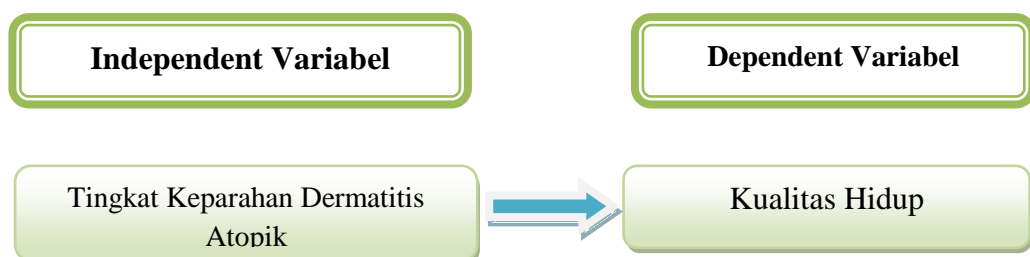 Independent Variabel
Dependent Variabel
Tingkat Keparahan Dermatitis
Atopik
Kualitas Hidup